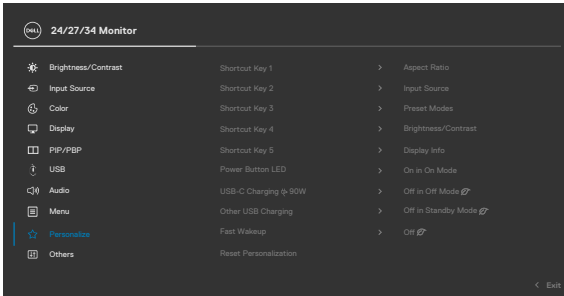 DELL 24/27/34 Monitor
Brightness/Contrast Shortcut Key 1 > Aspect Ratio
Input Source Shortcut Key 2 > Input Source
Color Shortcut Key 3 > Preset Modes
Display Shortcut Key 4 > Brightness/Contrast
PIP/PBP Shortcut Key 5 > Display Info
USB Power Button LED > On in On Mode
Audio USB-C Charging 90W > Off in Off Mode
Menu Other USB Charging > Off in Standby Mode
Personalize Fast Wakeup > Off
Others Reset Personalization
< Exit